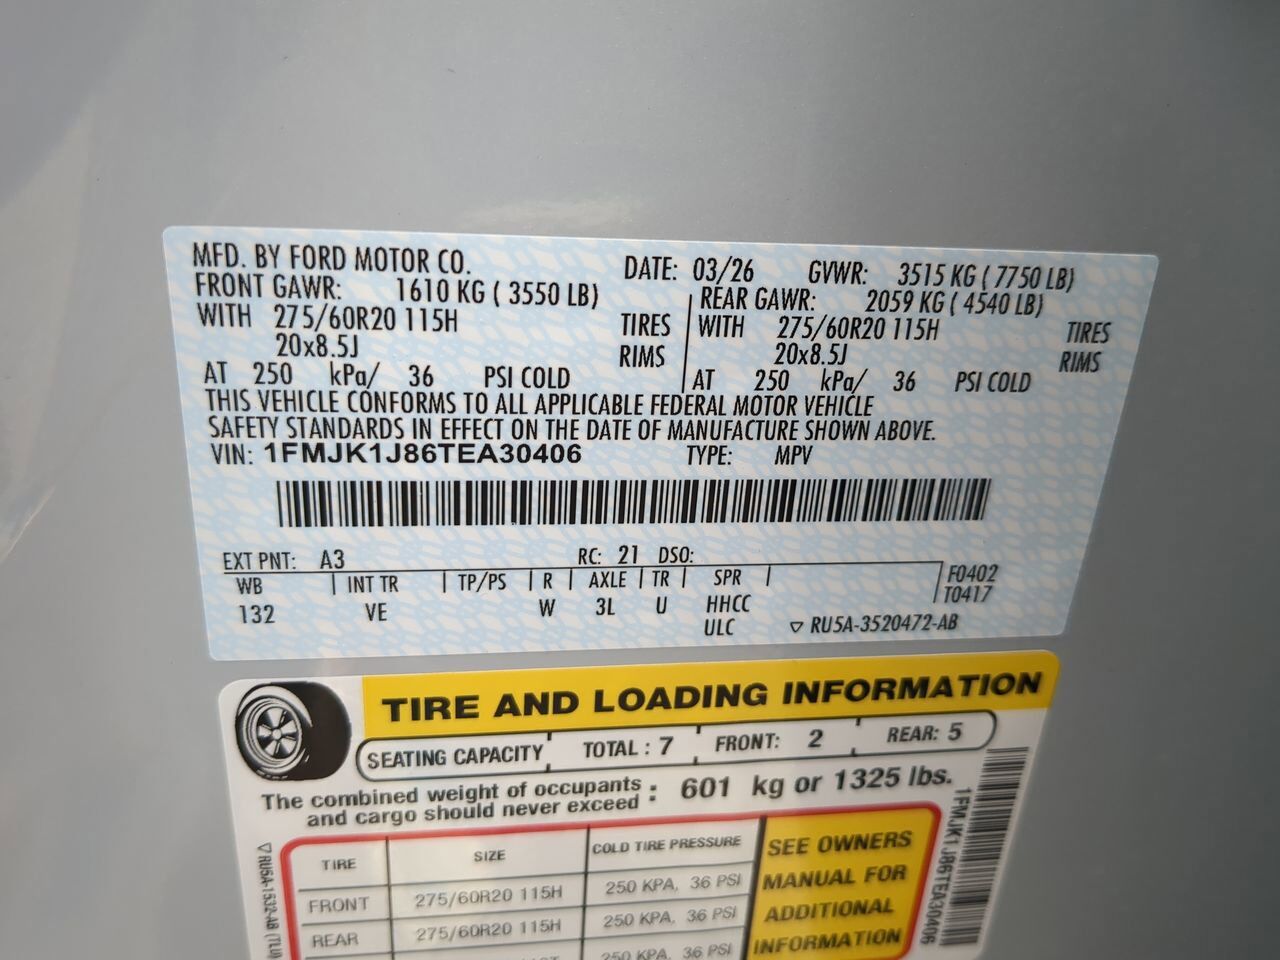 MFD. BY FORD MOTOR CO. DATE: 03/26 GVWR: 3515 KG ( 7750 LB)
FRONT GAWR: 1610 KG ( 3550 LB) REAR GAWR: 2059 KG ( 4540 LB)
WITH 275/60R20 115H TIRES WITH 275/60R20 115H TIRES
20x8.5J RIMS 20x8.5J RIMS
AT 250 kPa/ 36 PSI COLD AT 250 kPa/ 36 PSI COLD
THIS VEHICLE CONFORMS TO ALL APPLICABLE FEDERAL MOTOR VEHICLE
SAFETY STANDARDS IN EFFECT ON THE DATE OF MANUFACTURE SHOWN ABOVE.
VIN: 1FMJK1J86TEA30406 TYPE: MPV
EXT PNT: A3 RC: 21 DSO:
WB INT TR TP/PS R AXLE TR SPR F0402
132 VE W 3L U HHCC T0417
ULC ▽ RU5A-3520472-AB
TIRE AND LOADING INFORMATION
SEATING CAPACITY TOTAL : 7 FRONT: 2 REAR: 5
The combined weight of occupants
and cargo should never exceed : 601 kg or 1325 lbs.
TIRE SIZE COLD TIRE PRESSURE
FRONT 275/60R20 115H 250 KPA, 36 PSI
REAR 275/60R20 115H 250 KPA, 36 PSI
250 KPA, 36 PSI
SEE OWNERS
MANUAL FOR
ADDITIONAL
INFORMATION
1FMJK1J86TEA30406
▽ RU5A-1532-AB (TLU)